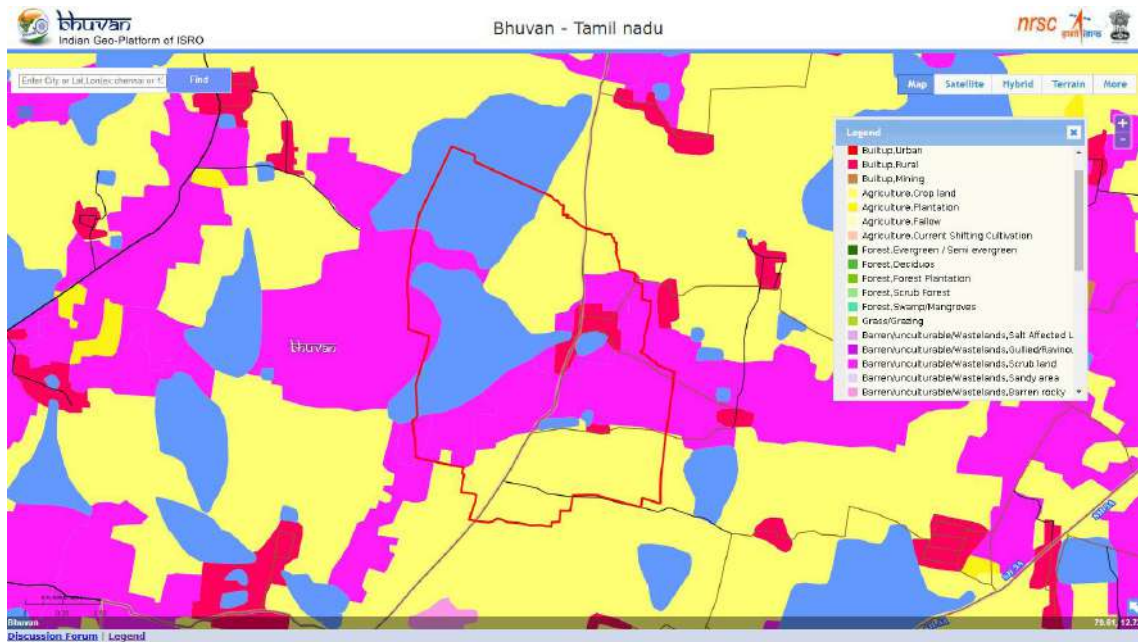 bhuvan
Indian Geo-Platform of ISRO
Bhuvan - Tamil nadu
nrsc
Find
Map Satellite Hybrid Terrain More
Legend
Builtup,Urban
Builtup,Rural
Builtup,Mining
Agriculture,Crop land
Agriculture,Plantation
Agriculture,Fallow
Agriculture,Current Shifting Cultivation
Forest,Evergreen / Semi evergreen
Forest,Deciduos
Forest,Forest Plantation
Forest,Scrub Forest
Forest,Swamp/Mangroves
Grass/Grazing
Barren/unculturable/Wastelands,Salt Affected L
Barren/unculturable/Wastelands,Gullied/Ravinou
Barren/unculturable/Wastelands,Scrub land
Barren/unculturable/Wastelands,Sandy area
Barren/unculturable/Wastelands,Barren rocky
bhuvan
Bhuvan
Discussion Forum | Legend